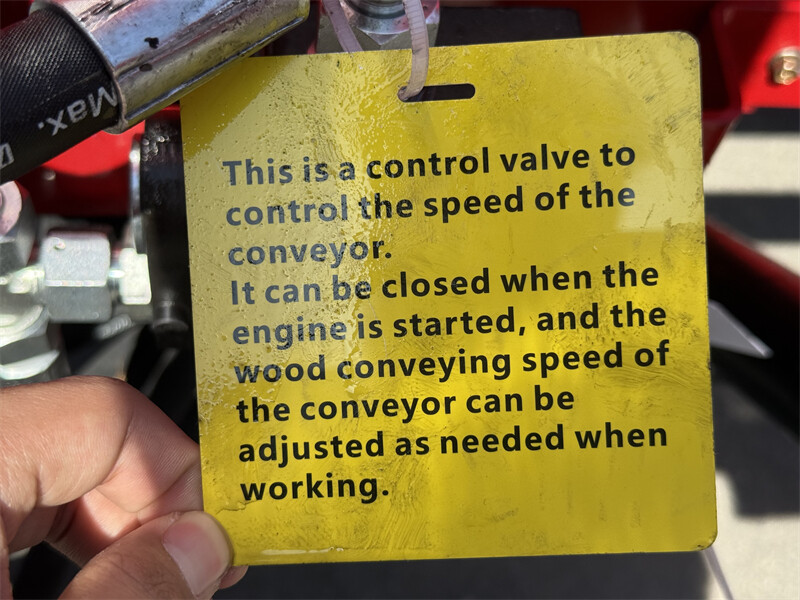 Max.
This is a control valve to
control the speed of the
conveyor.
It can be closed when the
engine is started, and the
wood conveying speed of
the conveyor can be
adjusted as needed when
working.